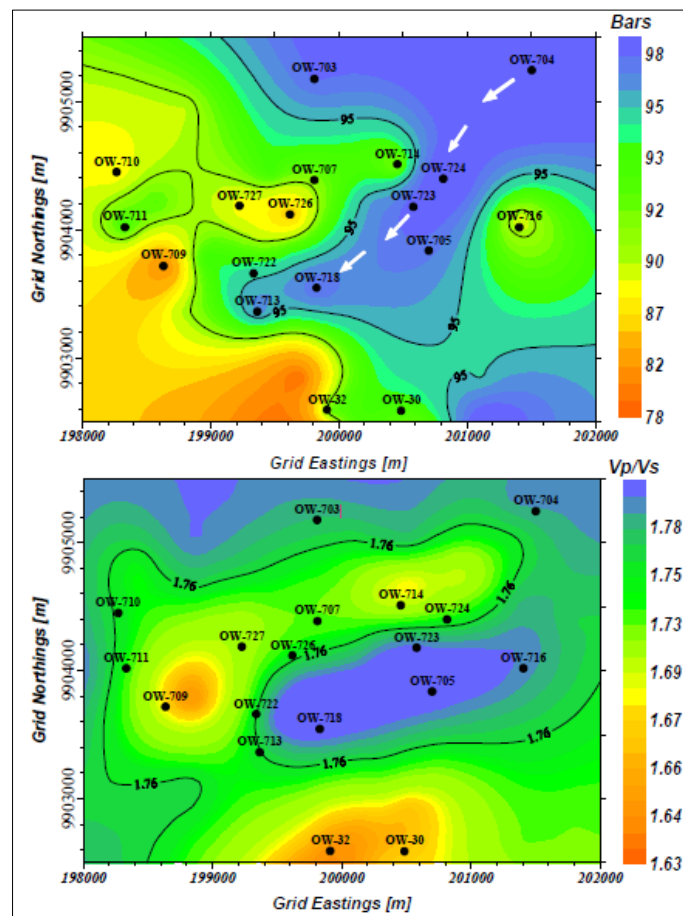 Bars
OW-703
OW-704
98
9905000
95
95
OW-714
OW-710
OW-707
OW-724
93
OW-727
OW-726
OW-723
95
92
OW-711
OW-716
9904000
OW-705
90
OW-709
OW-722
OW-718
87
OW-713
95
95
82
9903000
95
OW-32
OW-30
78
198000
199000
200000
201000
202000
Grid Northings [m]
Grid Eastings [m]
Vp/Vs
OW-703
OW-704
1.78
9905000
1.76
1.76
1.76
1.75
OW-714
OW-710
OW-707
OW-724
1.73
OW-727
OW-726
OW-723
1.76
OW-711
OW-716
9904000
1.69
OW-709
OW-705
OW-722
OW-718
1.67
OW-713
1.76
1.76
1.76
9903000
1.64
OW-32
OW-30
1.63
198000
199000
200000
201000
202000
Grid Northings [m]
Grid Eastings [m]